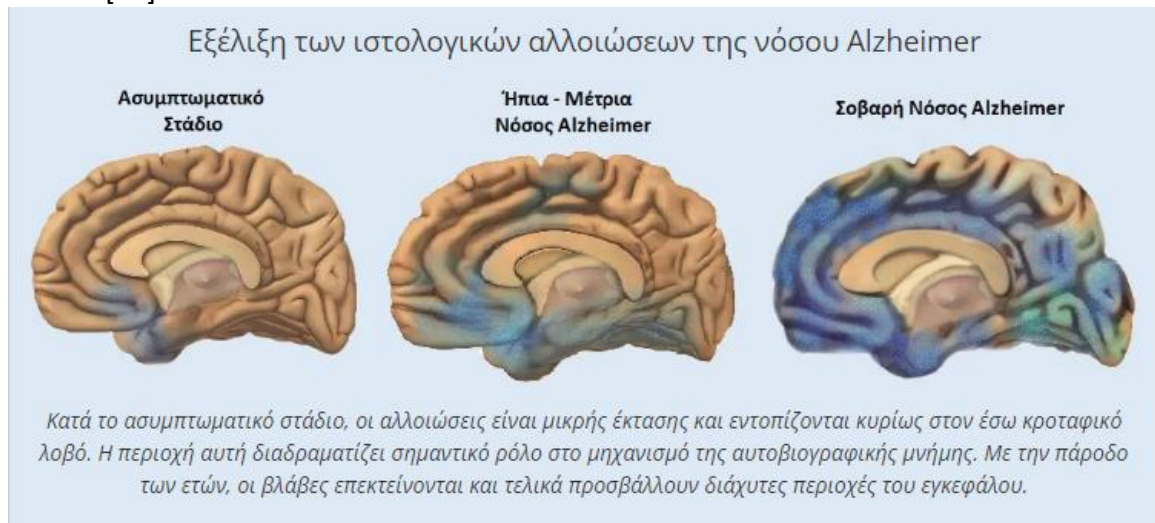 Εξέλιξη των ιστολογικών αλλοιώσεων της νόσου Alzheimer
Ασυμπτωματικό
Στάδιο
Ήπια - Μέτρια
Νόσος Alzheimer
Σοβαρή Νόσος Alzheimer
Κατά το ασυμπτωματικό στάδιο, οι αλλοιώσεις είναι μικρής έκτασης και εντοπίζονται κυρίως στον έσω κροταφικό
λοβό. Η περιοχή αυτή διαδραματίζει σημαντικό ρόλο στο μηχανισμό της αυτοβιογραφικής μνήμης. Με την πάροδο
των ετών, οι βλάβες επεκτείνονται και τελικά προσβάλλουν διάχυτες περιοχές του εγκεφάλου.